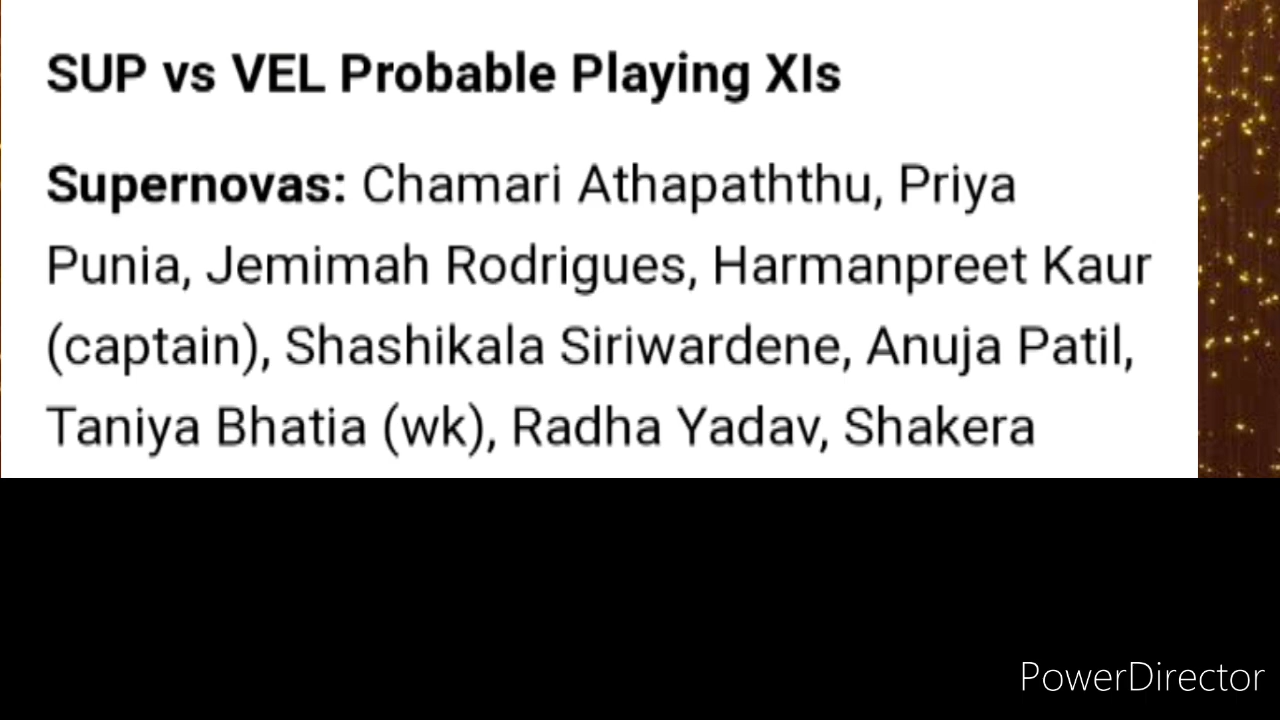 SUP vs VEL Probable Playing XIs
Supernovas: Chamari Athapaththu, Priya
Punia, Jemimah Rodrigues, Harmanpreet Kaur
(captain), Shashikala Siriwardene, Anuja Patil,
Taniya Bhatia (wk), Radha Yadav, Shakera
PowerDirector